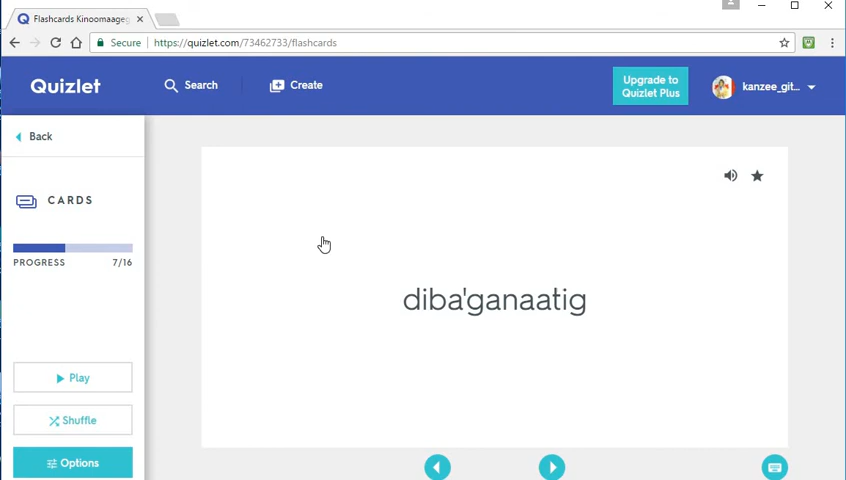 Flashcards Kinoomaageg
Secure
https://quizlet.com/73462733/flashcards
Quizlet
Search
Create
Upgrade to
Quizlet Plus
kanzee_git...
Back
CARDS
PROGRESS 7/16
diba'ganaatig
Play
Shuffle
Options